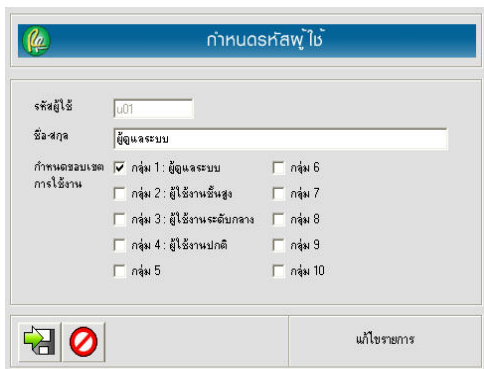 กำหนดรหัสผู้ใช้
รหัสผู้ใช้ u01
ชื่อ-สกุล ผู้ดูแลระบบ
กำหนดขอบเขต กลุ่ม 1 : ผู้ดูแลระบบ กลุ่ม 6
การใช้งาน กลุ่ม 2 : ผู้ใช้งานชั้นสูง กลุ่ม 7
กลุ่ม 3 : ผู้ใช้งานระดับกลาง กลุ่ม 8
กลุ่ม 4 : ผู้ใช้งานปกติ กลุ่ม 9
กลุ่ม 5 กลุ่ม 10
แก้ไขรายการ